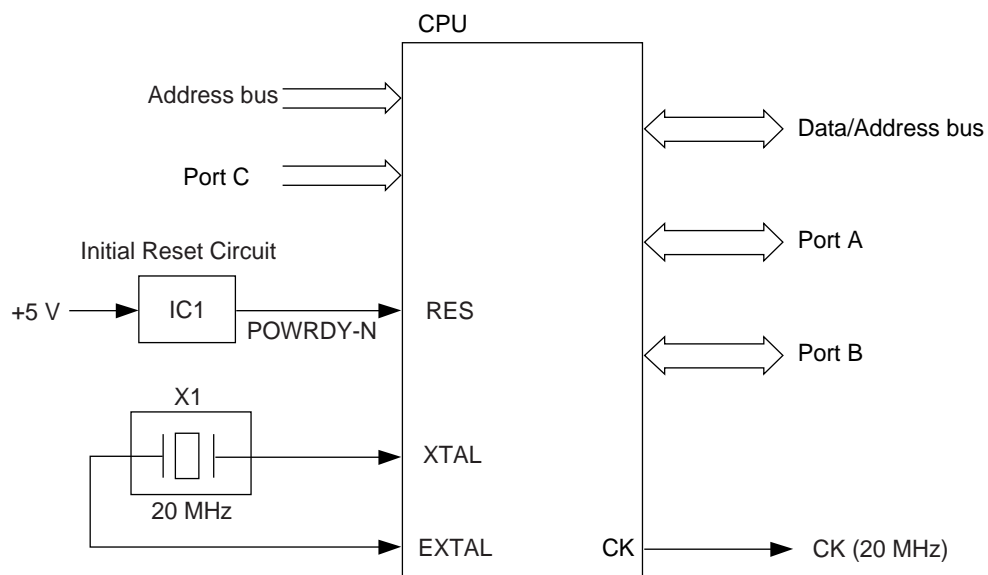 CPU
Address bus
Data/Address bus
Port C
Port A
Initial Reset Circuit
+5 V
IC1
POWRDY-N
RES
Port B
X1
XTAL
20 MHz
EXTAL
CK
CK (20 MHz)